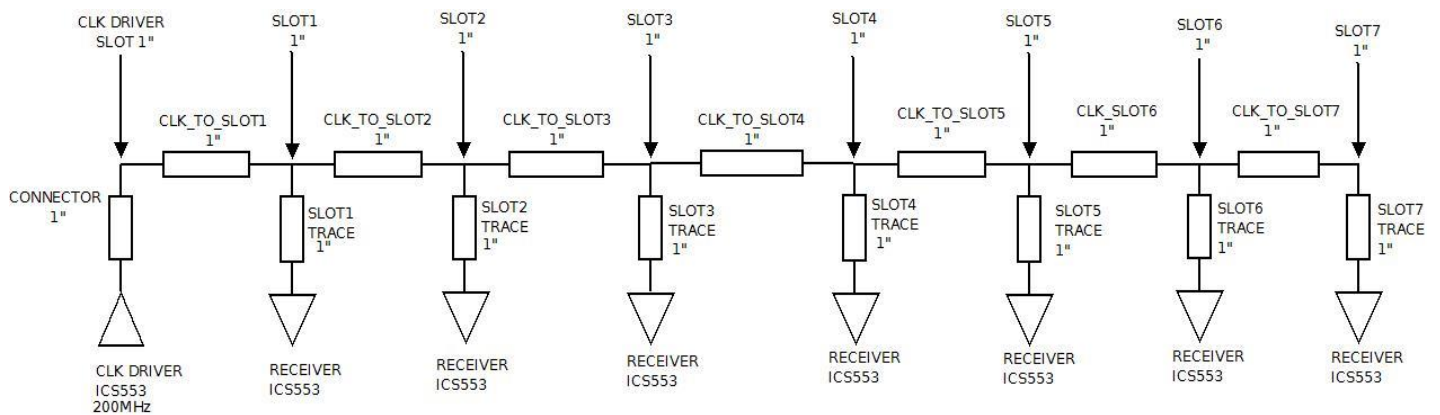 CLK DRIVER
SLOT 1"
SLOT1
1"
SLOT2
1"
SLOT3
1"
SLOT4
1"
SLOT5
1"
SLOT6
1"
SLOT7
1"
CLK_TO_SLOT1
1"
CLK_TO_SLOT2
1"
CLK_TO_SLOT3
1"
CLK_TO_SLOT4
1"
CLK_TO_SLOT5
1"
CLK_SLOT6
1"
CLK_TO_SLOT7
1"
CONNECTOR
1"
SLOT1
TRACE
1"
SLOT2
TRACE
1"
SLOT3
TRACE
1"
SLOT4
TRACE
1"
SLOT5
TRACE
1"
SLOT6
TRACE
1"
SLOT7
TRACE
1"
CLK DRIVER
ICS553
200MHz
RECEIVER
ICS553
RECEIVER
ICS553
RECEIVER
ICS553
RECEIVER
ICS553
RECEIVER
ICS553
RECEIVER
ICS553
RECEIVER
ICS553